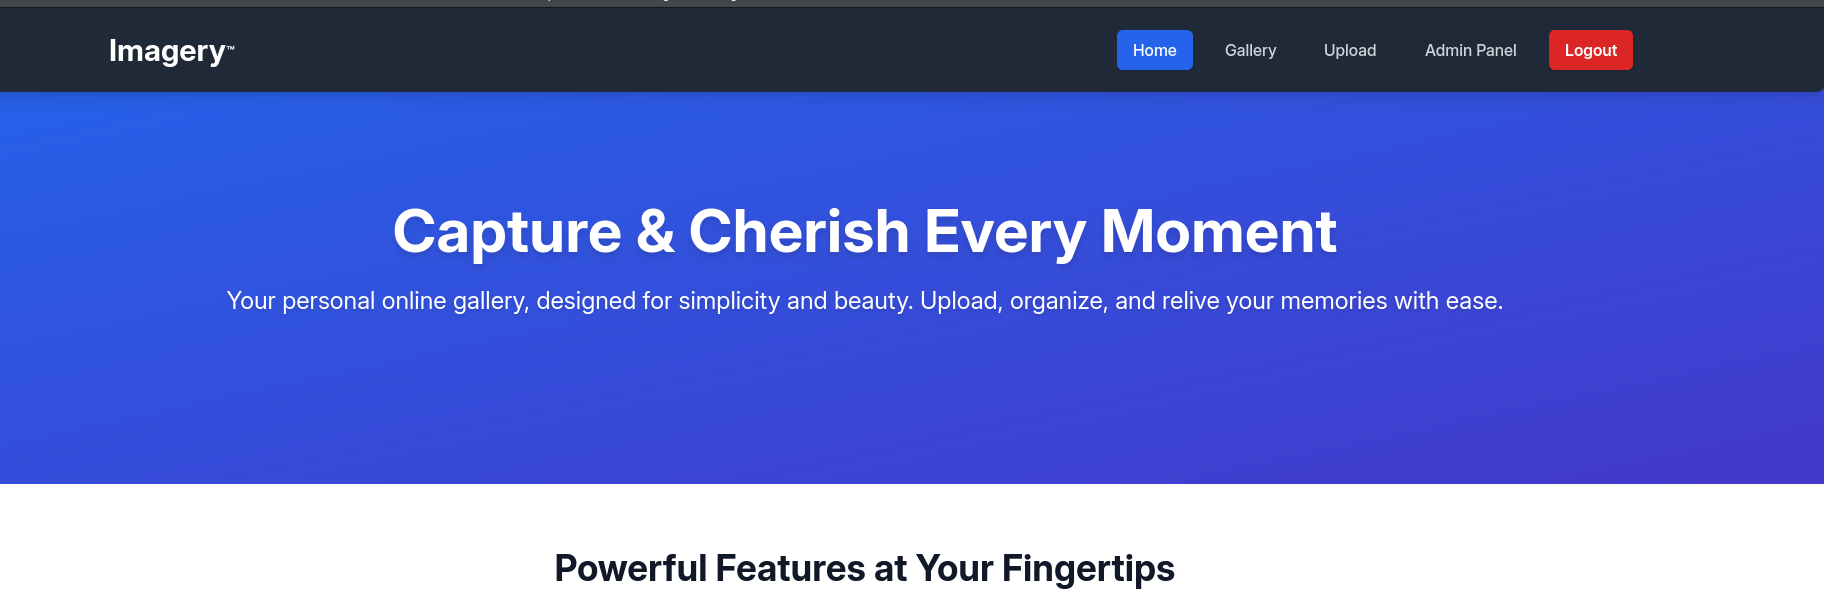 Imagery™
Home Gallery Upload Admin Panel Logout
Capture & Cherish Every Moment
Your personal online gallery, designed for simplicity and beauty. Upload, organize, and relive your memories with ease.
Powerful Features at Your Fingertips